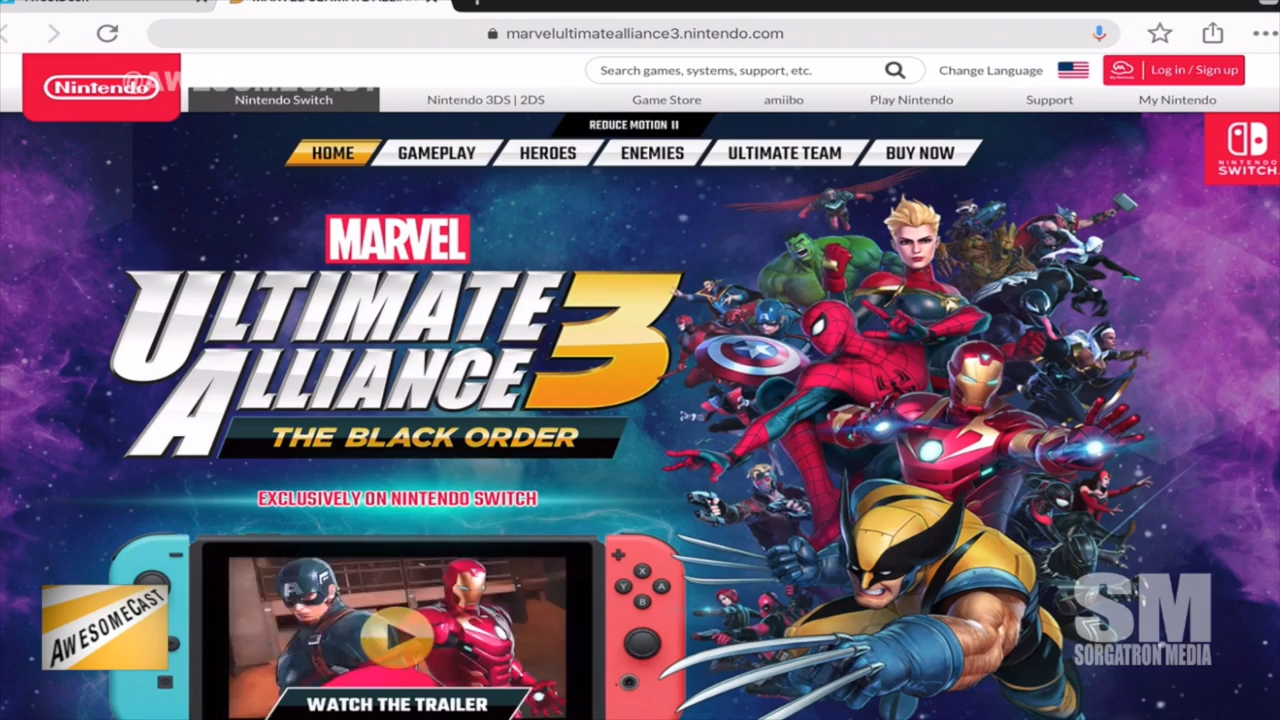 marvelultimatealliance3.nintendo.com
Nintendo
@AWESOMECAST
Search games, systems, support, etc.
Change Language
Log in / Sign up
Nintendo Switch
Nintendo 3DS | 2DS
Game Store
amiibo
Play Nintendo
Support
My Nintendo
REDUCE MOTION II
HOME
GAMEPLAY
HEROES
ENEMIES
ULTIMATE TEAM
BUY NOW
NINTENDO
SWITCH
MARVEL
ULTIMATE
ALLIANCE 3
THE BLACK ORDER
EXCLUSIVELY ON NINTENDO SWITCH
X
Y
A
B
WATCH THE TRAILER
AWESOMECAST
SM
SORGATRON MEDIA